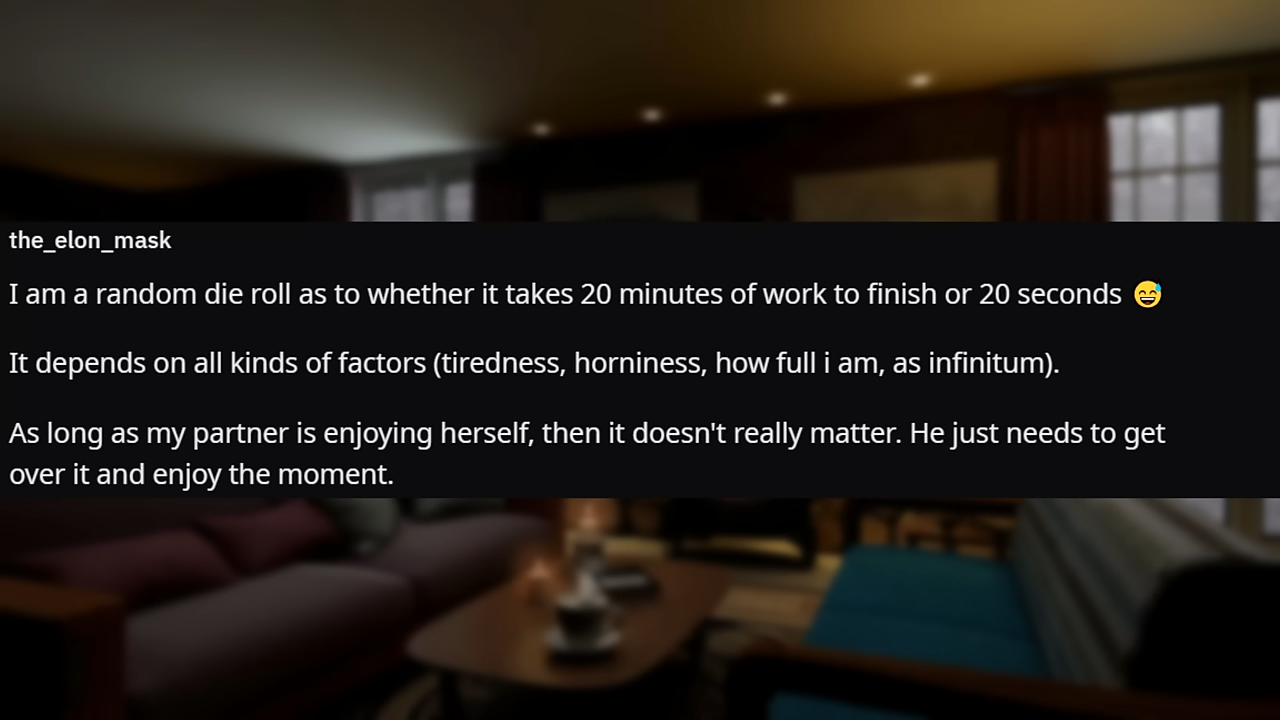 the_elon_mask
I am a random die roll as to whether it takes 20 minutes of work to finish or 20 seconds 😅
It depends on all kinds of factors (tiredness, horniness, how full i am, as infinitum).
As long as my partner is enjoying herself, then it doesn't really matter. He just needs to get
over it and enjoy the moment.